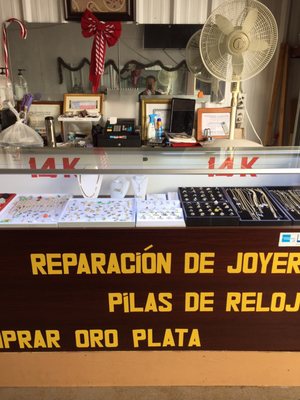 14K 14K
REPARACIÓN DE JOYER
PILAS DE RELOJ
MPRAR ORO PLATA